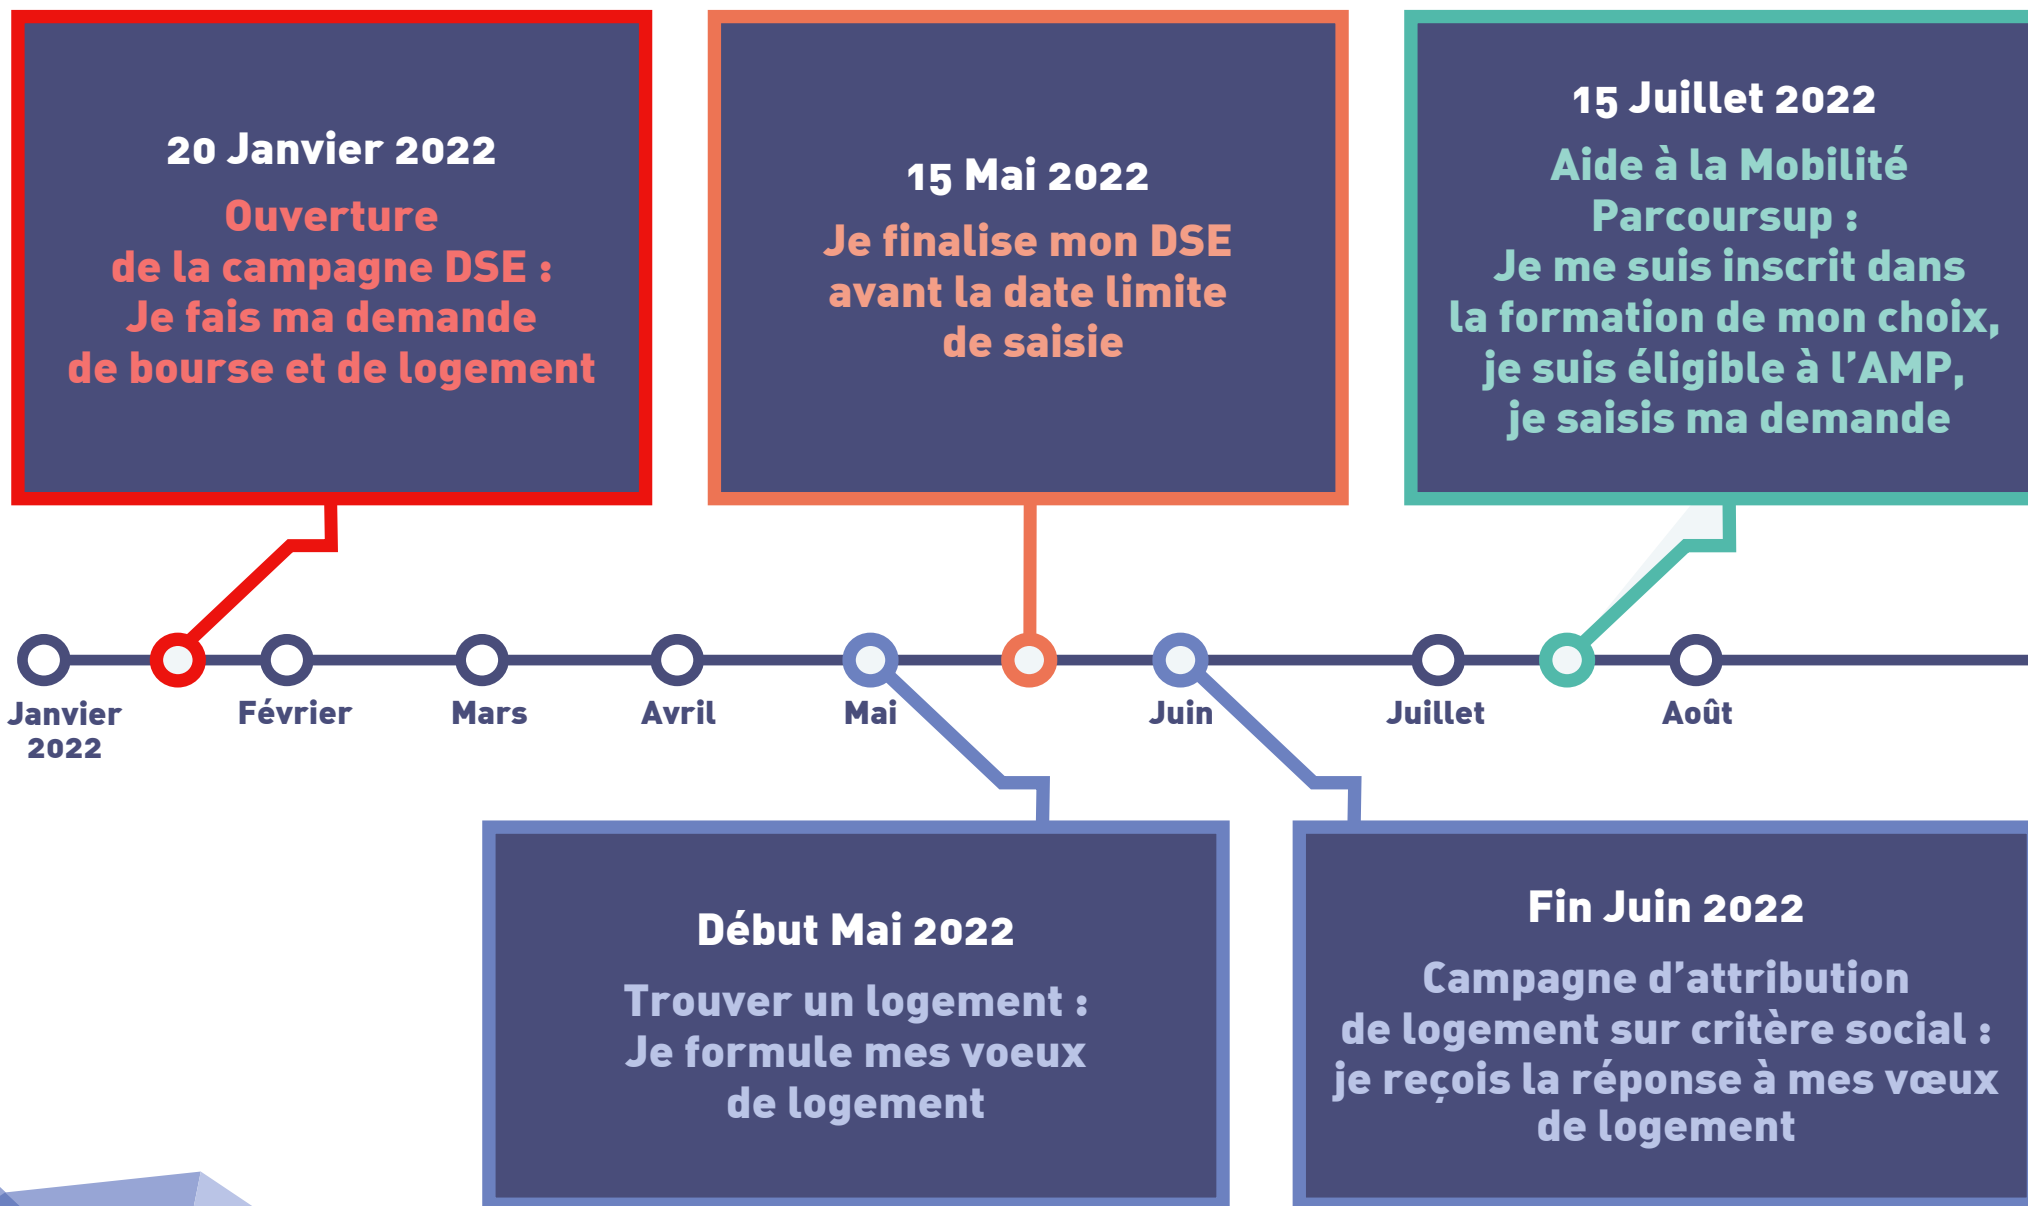 20 Janvier 2022
Ouverture
de la campagne DSE :
Je fais ma demande
de bourse et de logement
15 Mai 2022
Je finalise mon DSE
avant la date limite
de saisie
15 Juillet 2022
Aide à la Mobilité
Parcoursup :
Je me suis inscrit dans
la formation de mon choix,
je suis éligible à l’AMP,
je saisis ma demande
Janvier
2022
Février
Mars
Avril
Mai
Juin
Juillet
Août
Début Mai 2022
Trouver un logement :
Je formule mes voeux
de logement
Fin Juin 2022
Campagne d’attribution
de logement sur critère social :
je reçois la réponse à mes vœux
de logement